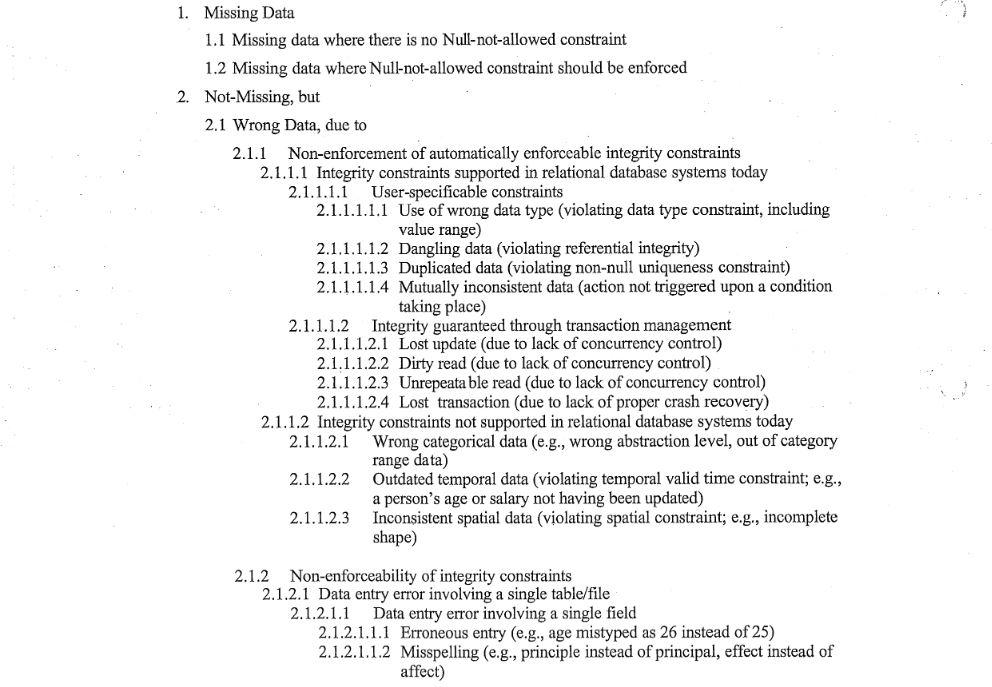 1. Missing Data
1.1 Missing data where there is no Null-not-allowed constraint
1.2 Missing data where Null-not-allowed constraint should be enforced
2. Not-Missing, but
2.1 Wrong Data, due to
2.1.1 Non-enforcement of automatically enforceable integrity constraints
2.1.1.1 Integrity constraints supported in relational database systems today
2.1.1.1.1 User-specificable constraints
2.1.1.1.1.1 Use of wrong data type (violating data type constraint, including
value range)
2.1.1.1.1.2 Dangling data (violating referential integrity)
2.1.1.1.1.3 Duplicated data (violating non-null uniqueness constraint)
2.1.1.1.1.4 Mutually inconsistent data (action not triggered upon a condition
taking place)
2.1.1.1.2 Integrity guaranteed through transaction management
2.1.1.1.2.1 Lost update (due to lack of concurrency control)
2.1.1.1.2.2 Dirty read (due to lack of concurrency control)
2.1.1.1.2.3 Unrepeatable read (due to lack of concurrency control)
2.1.1.1.2.4 Lost transaction (due to lack of proper crash recovery)
2.1.1.2 Integrity constraints not supported in relational database systems today
2.1.1.2.1 Wrong categorical data (e.g., wrong abstraction level, out of category
range data)
2.1.1.2.2 Outdated temporal data (violating temporal valid time constraint; e.g.,
a person's age or salary not having been updated)
2.1.1.2.3 Inconsistent spatial data (violating spatial constraint; e.g., incomplete
shape)
2.1.2 Non-enforceability of integrity constraints
2.1.2.1 Data entry error involving a single table/file
2.1.2.1.1 Data entry error involving a single field
2.1.2.1.1.1 Erroneous entry (e.g., age mistyped as 26 instead of 25)
2.1.2.1.1.2 Misspelling (e.g., principle instead of principal, effect instead of
affect)